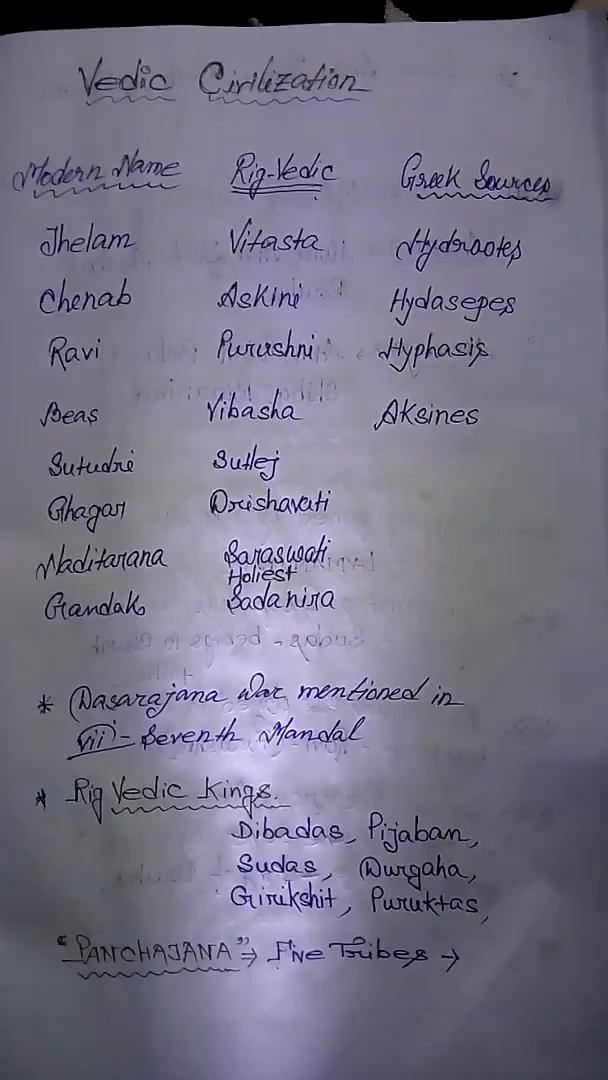 Vedic Civilization
Modern Name Rig-Vedic Greek Sources
Jhelam Vitasta Hydraotes
Chenab Askini Hydasepes
Ravi Purushni Hyphasis
Beas Vibasha Aksines
Sutudri Sutlej
Ghagar Drishavati
Naditarana Saraswati
Holiest
Gandak Sadanira
* Dasarajana War mentioned in
vii - Seventh Mandal
* Rig Vedic Kings.
Dibadas, Pijaban,
Sudas, Durgaha,
Girikshit, Puruktas,
"PANCHAJANA" ⇒ Five Tribes →